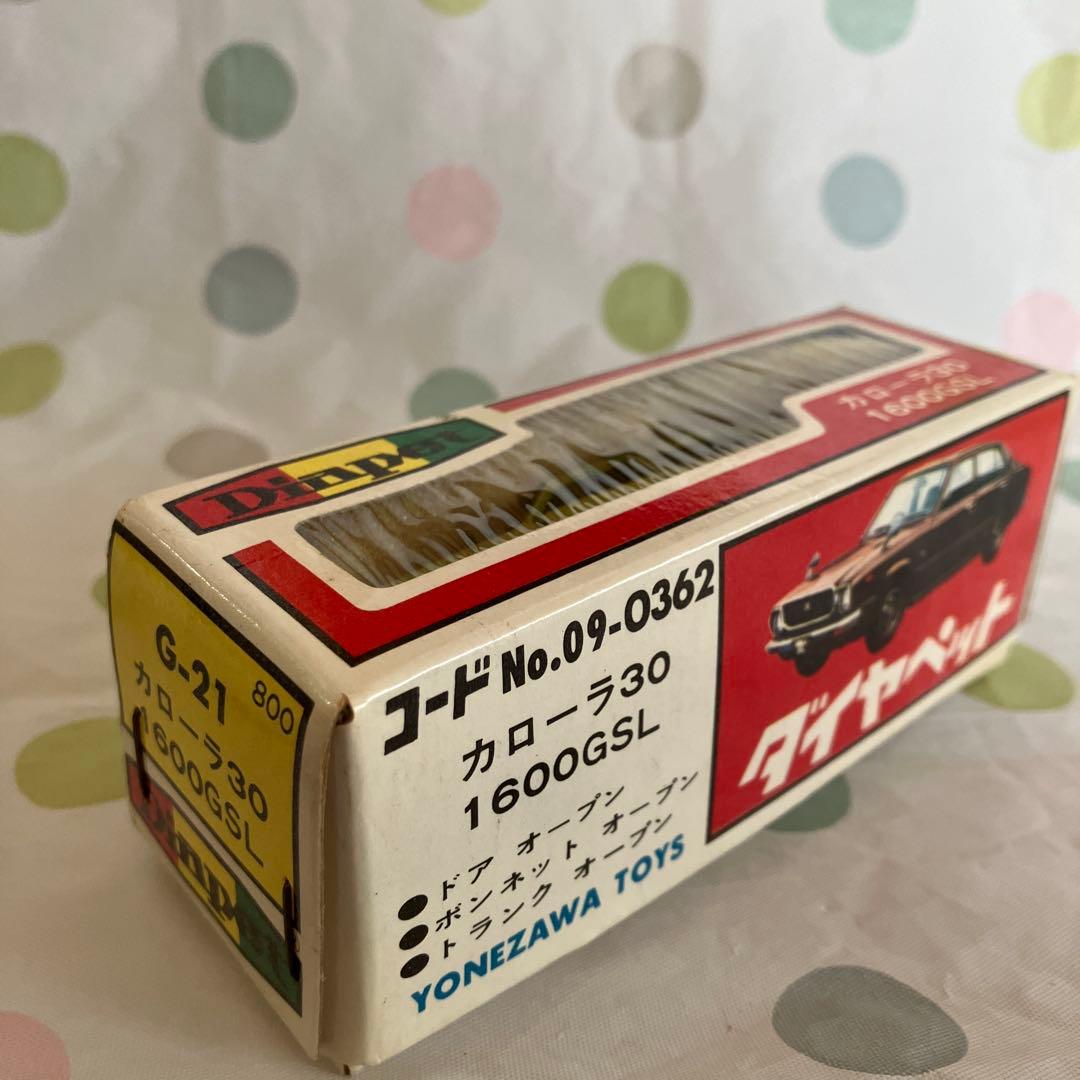 Diapet
カローラ30
1600GSL
G-21
800
カローラ30
1600GSL
Diap
コードNo.09-0362
カローラ30
1600GSL
●ドア オープン
●ボンネット オープン
●トランク オープン
YONEZAWA TOYS
ダイヤペット